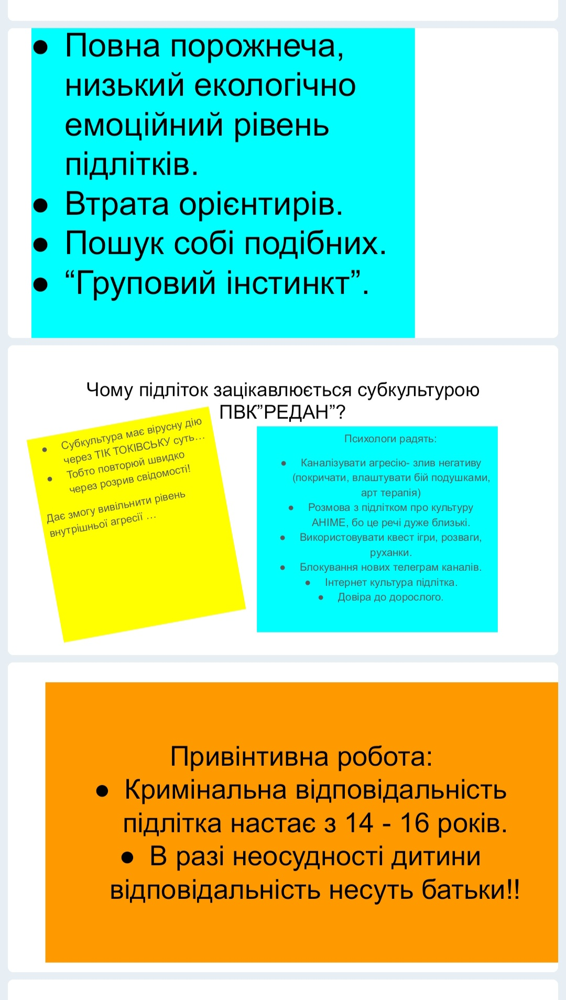 ● Повна порожнеча,
низький екологічно
емоційний рівень
підлітків.
● Втрата орієнтирів.
● Пошук собі подібних.
● “Груповий інстинкт”.
Чому підліток зацікавлюється субкультурою
ПВК”РЕДАН”?
● Субкультура має вірусну дію
через ТІК ТОКІВСЬКУ суть...
● Тобто повторюй швидко
через розрив свідомості!
Дає змогу вивільнити рівень
внутрішньої агресії ...
Психологи радять:
● Каналізувати агресію- злив негативу
(покричати, влаштувати бій подушками,
арт терапія)
● Розмова з підлітком про культуру
АНІМЕ, бо це речі дуже близькі.
● Використовувати квест ігри, розваги,
руханки.
● Блокування нових телеграм каналів.
● Інтернет культура підлітка.
● Довіра до дорослого.
Привінтивна робота:
● Кримінальна відповідальність
підлітка настає з 14 - 16 років.
● В разі неосудності дитини
відповідальність несуть батьки!!